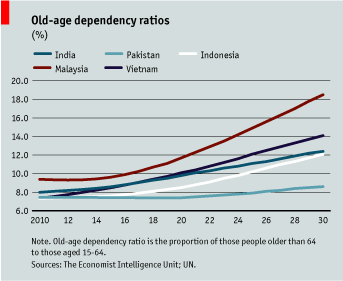 Old-age dependency ratios
(%)
India Pakistan Indonesia
Malaysia Vietnam
20.0
18.0
16.0
14.0
12.0
10.0
8.0
6.0
2010 12 14 16 18 20 22 24 26 28 30
Note. Old-age dependency ratio is the proportion of those people older than 64
to those aged 15-64.
Sources: The Economist Intelligence Unit; UN.